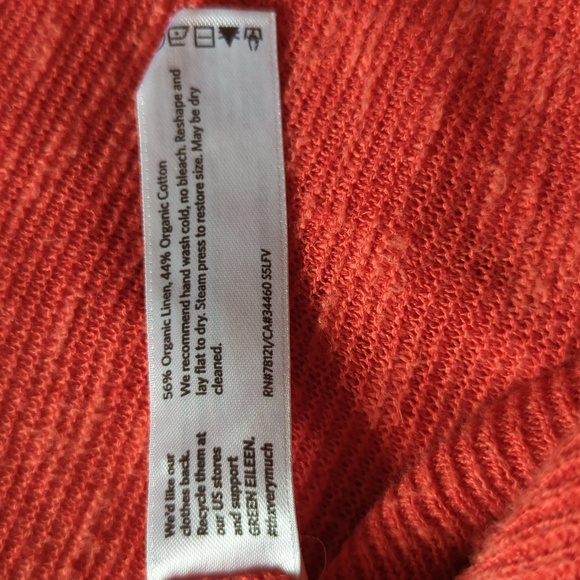 56% Organic Linen, 44% Organic Cotton
We recommend hand wash cold, no bleach. Reshape and
lay flat to dry. Steam press to restore size. May be dry
cleaned.
RN#78121/CA#34460 S5LFV
We'd like our
clothes back.
Recycle them at
our US stores
and support
GREEN EILEEN.
#thxverymuch